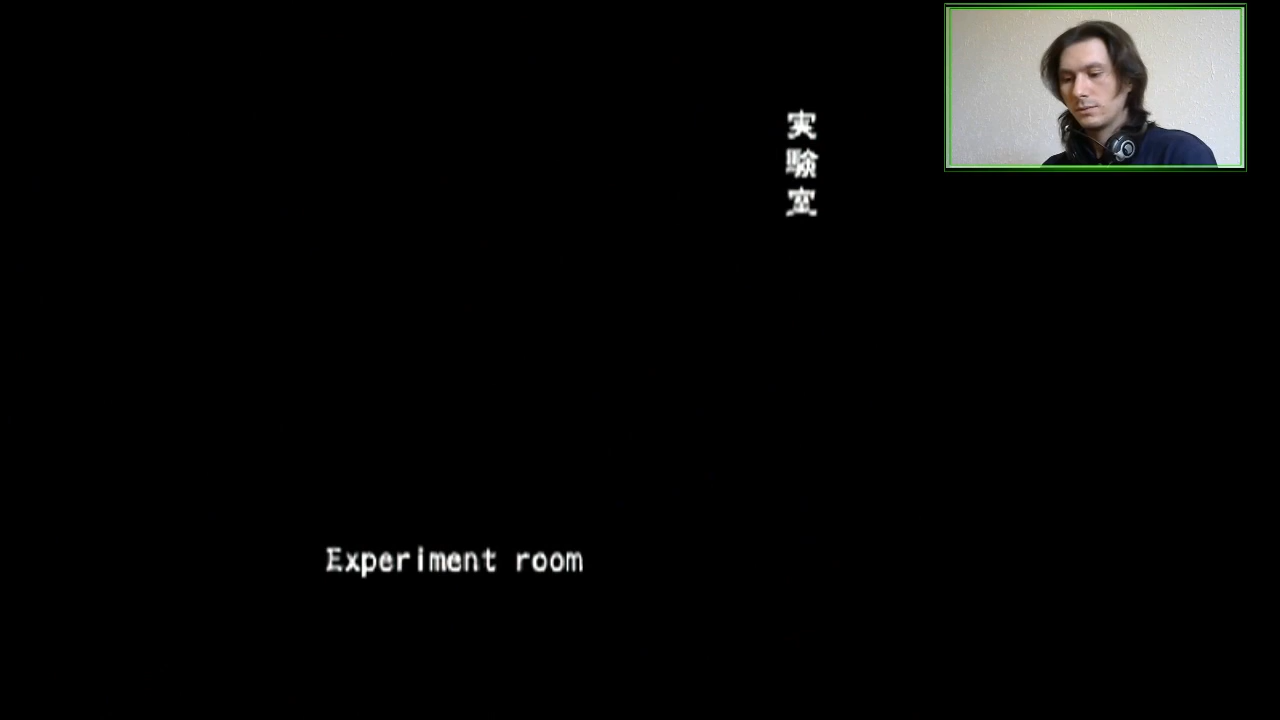 実験室
Experiment room